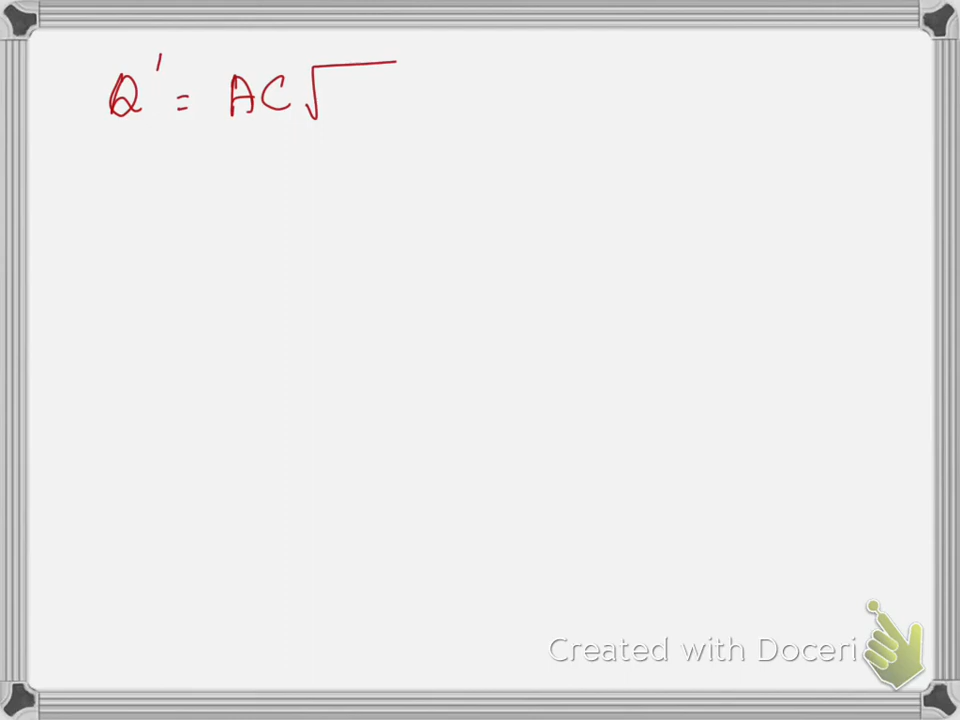 Q' = AC√
Created with Doceri